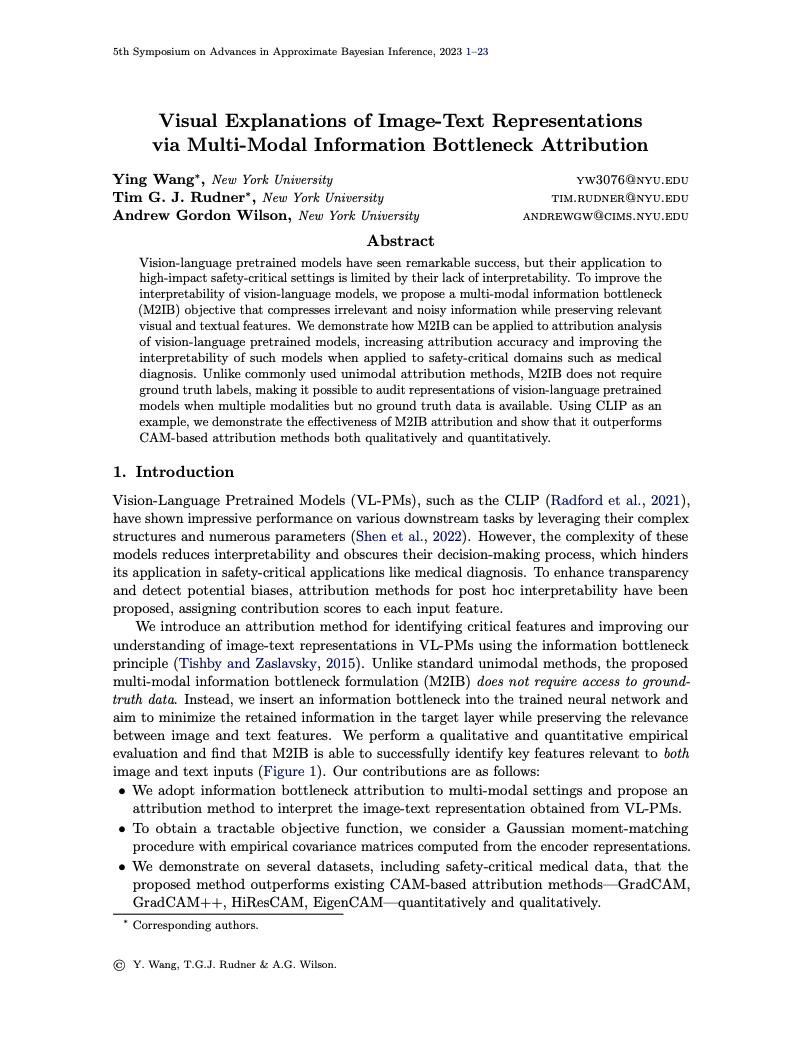 5th Symposium on Advances in Approximate Bayesian Inference, 2023 1–23
Visual Explanations of Image-Text Representations
via Multi-Modal Information Bottleneck Attribution
Ying Wang*, New York University YW3076@NYU.EDU
Tim G. J. Rudner*, New York University TIM.RUDNER@NYU.EDU
Andrew Gordon Wilson, New York University ANDREWGW@CIMS.NYU.EDU
Abstract
Vision-language pretrained models have seen remarkable success, but their application to
high-impact safety-critical settings is limited by their lack of interpretability. To improve the
interpretability of vision-language models, we propose a multi-modal information bottleneck
(M2IB) objective that compresses irrelevant and noisy information while preserving relevant
visual and textual features. We demonstrate how M2IB can be applied to attribution analysis
of vision-language pretrained models, increasing attribution accuracy and improving the
interpretability of such models when applied to safety-critical domains such as medical
diagnosis. Unlike commonly used unimodal attribution methods, M2IB does not require
ground truth labels, making it possible to audit representations of vision-language pretrained
models when multiple modalities but no ground truth data is available. Using CLIP as an
example, we demonstrate the effectiveness of M2IB attribution and show that it outperforms
CAM-based attribution methods both qualitatively and quantitatively.
1. Introduction
Vision-Language Pretrained Models (VL-PMs), such as the CLIP (Radford et al., 2021),
have shown impressive performance on various downstream tasks by leveraging their complex
structures and numerous parameters (Shen et al., 2022). However, the complexity of these
models reduces interpretability and obscures their decision-making process, which hinders
its application in safety-critical applications like medical diagnosis. To enhance transparency
and detect potential biases, attribution methods for post hoc interpretability have been
proposed, assigning contribution scores to each input feature.
We introduce an attribution method for identifying critical features and improving our
understanding of image-text representations in VL-PMs using the information bottleneck
principle (Tishby and Zaslavsky, 2015). Unlike standard unimodal methods, the proposed
multi-modal information bottleneck formulation (M2IB) does not require access to ground-
truth data. Instead, we insert an information bottleneck into the trained neural network and
aim to minimize the retained information in the target layer while preserving the relevance
between image and text features. We perform a qualitative and quantitative empirical
evaluation and find that M2IB is able to successfully identify key features relevant to both
image and text inputs (Figure 1). Our contributions are as follows:
• We adopt information bottleneck attribution to multi-modal settings and propose an
attribution method to interpret the image-text representation obtained from VL-PMs.
• To obtain a tractable objective function, we consider a Gaussian moment-matching
procedure with empirical covariance matrices computed from the encoder representations.
• We demonstrate on several datasets, including safety-critical medical data, that the
proposed method outperforms existing CAM-based attribution methods—GradCAM,
GradCAM++, HiResCAM, EigenCAM—quantitatively and qualitatively.
* Corresponding authors.
© Y. Wang, T.G.J. Rudner & A.G. Wilson.